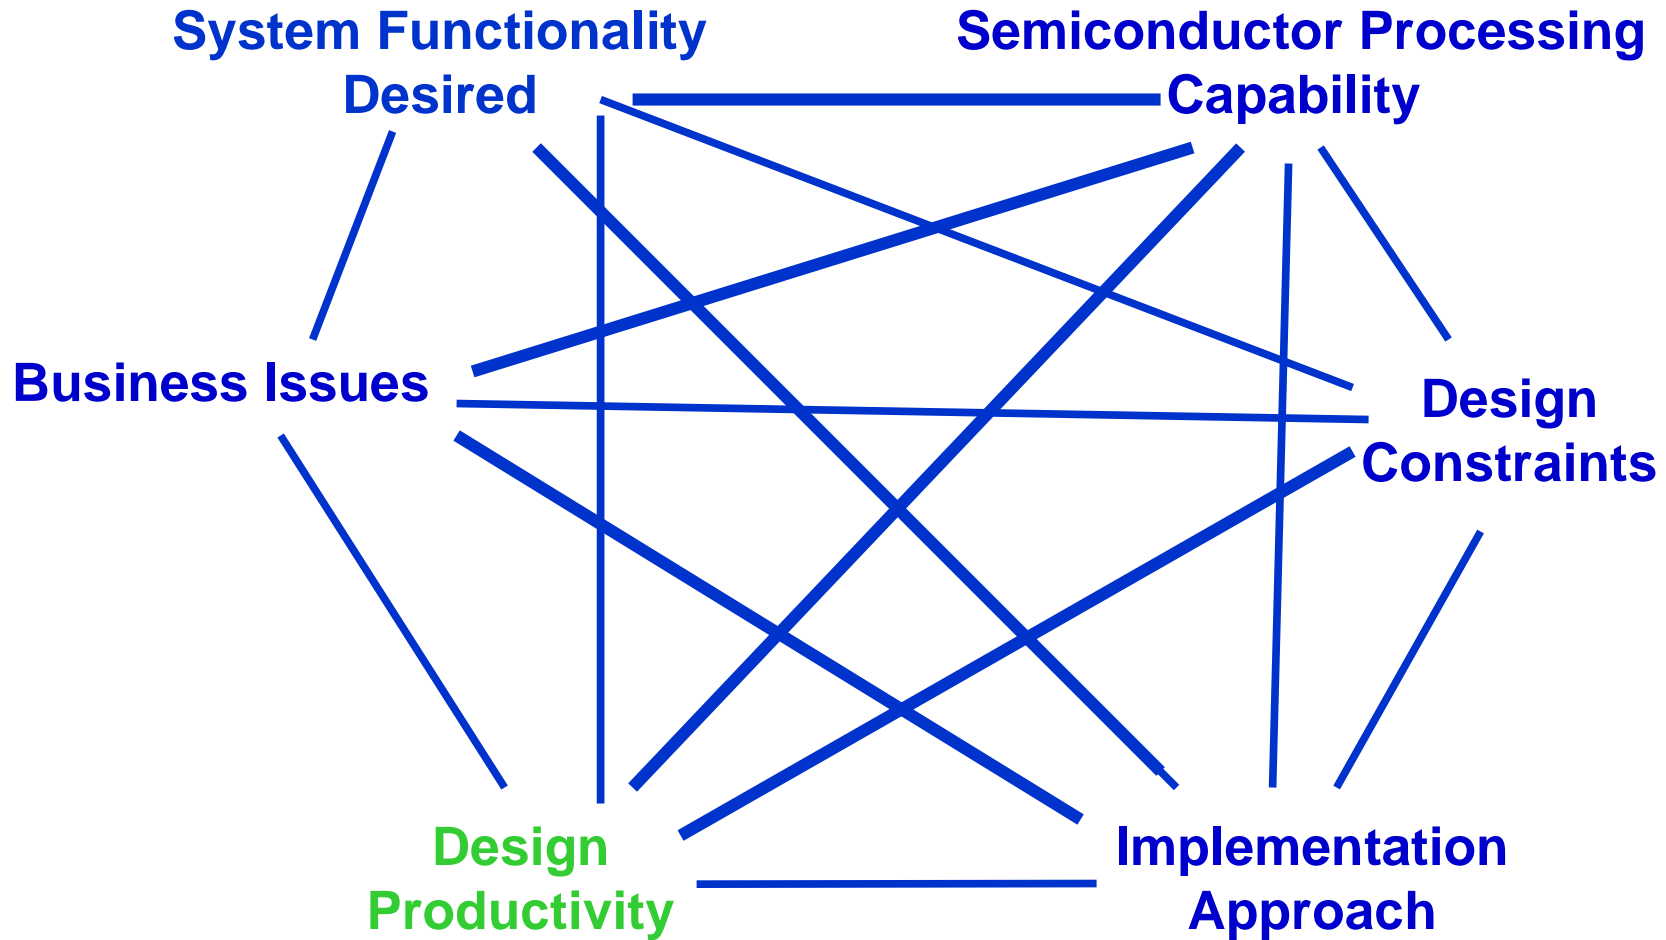 System Functionality
Desired
Semiconductor Processing
Capability
Business Issues
Design
Constraints
Design
Productivity
Implementation
Approach